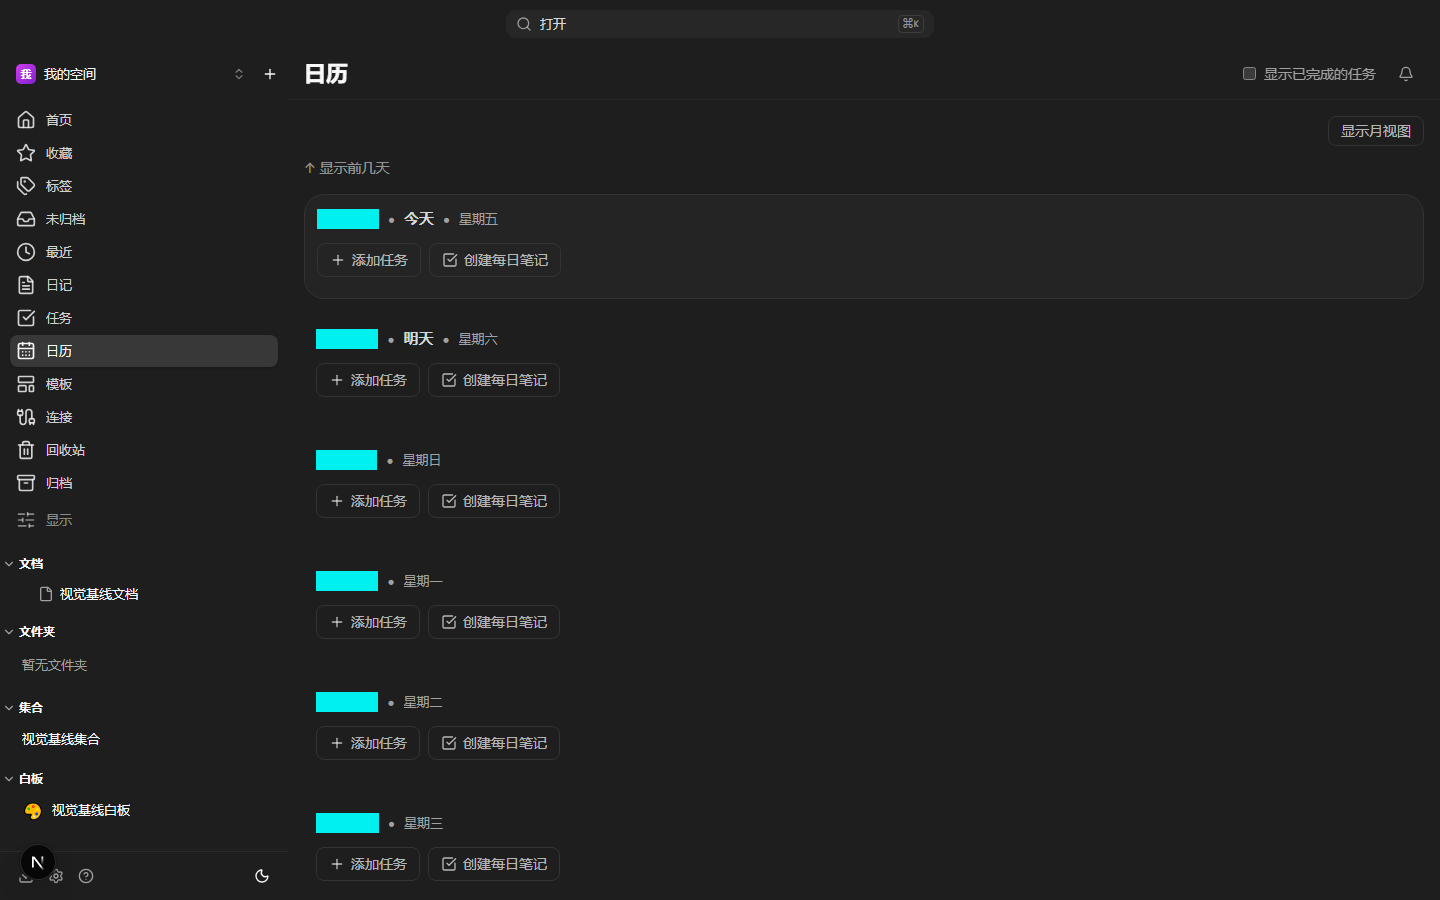 打开 ⌘K
我 我的空间
日历
显示已完成的任务
首页
收藏
标签
未归档
最近
日记
任务
日历
模板
连接
回收站
归档
显示
文档
视觉基线文档
文件夹
暂无文件夹
集合
视觉基线集合
白板
视觉基线白板
N
显示月视图
↑ 显示前几天
• 今天 • 星期五
+ 添加任务 创建每日笔记
• 明天 • 星期六
+ 添加任务 创建每日笔记
• 星期日
+ 添加任务 创建每日笔记
• 星期一
+ 添加任务 创建每日笔记
• 星期二
+ 添加任务 创建每日笔记
• 星期三
+ 添加任务 创建每日笔记